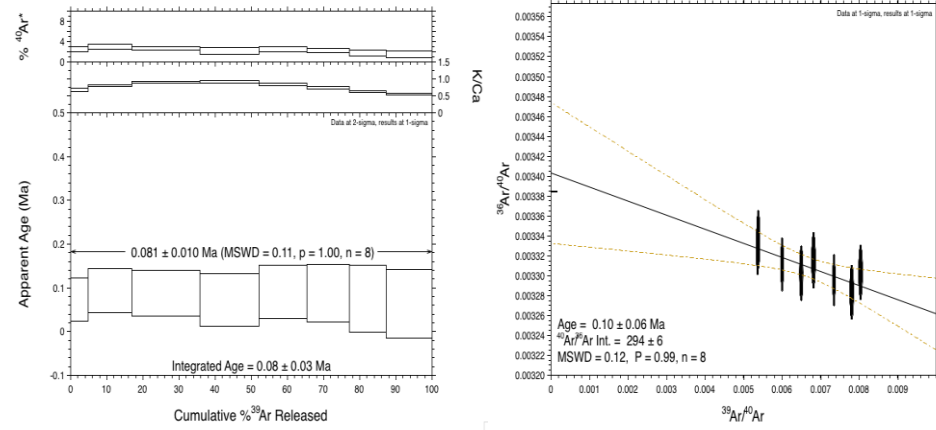 % 40Ar*
8
4
0
K/Ca
1.5
1.0
0.5
0
Data at 2-sigma, results at 1-sigma
Apparent Age (Ma)
0.5
0.4
0.3
0.2
0.1
0
-0.1
0.081 ± 0.010 Ma (MSWD = 0.11, p = 1.00, n = 8)
Integrated Age = 0.08 ± 0.03 Ma
0 10 20 30 40 50 60 70 80 90 100
Cumulative %39Ar Released
Data at 1-sigma, results at 1-sigma
36Ar/40Ar
0.00356
0.00354
0.00352
0.00350
0.00348
0.00346
0.00344
0.00342
0.00340
0.00338
0.00336
0.00334
0.00332
0.00330
0.00328
0.00326
0.00324
0.00322
0.00320
Age = 0.10 ± 0.06 Ma
40Ar/36Ar Int. = 294 ± 6
MSWD = 0.12, P = 0.99, n = 8
0 0.001 0.002 0.003 0.004 0.005 0.006 0.007 0.008 0.009
39Ar/40Ar